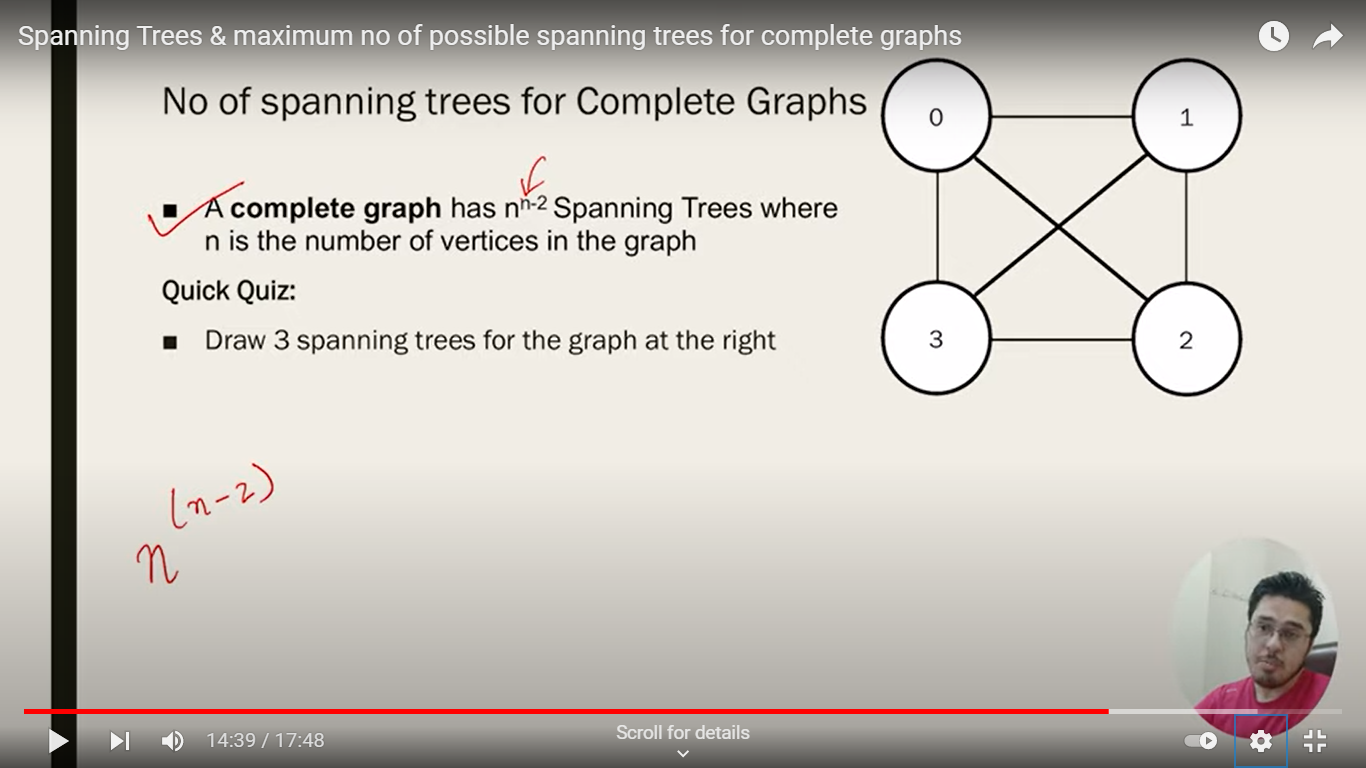 Spanning Trees & maximum no of possible spanning trees for complete graphs
No of spanning trees for Complete Graphs
■ A complete graph has nⁿ⁻² Spanning Trees where
n is the number of vertices in the graph
Quick Quiz:
■ Draw 3 spanning trees for the graph at the right
0
1
3
2
n^(n-2)
Scroll for details
14:39 / 17:48